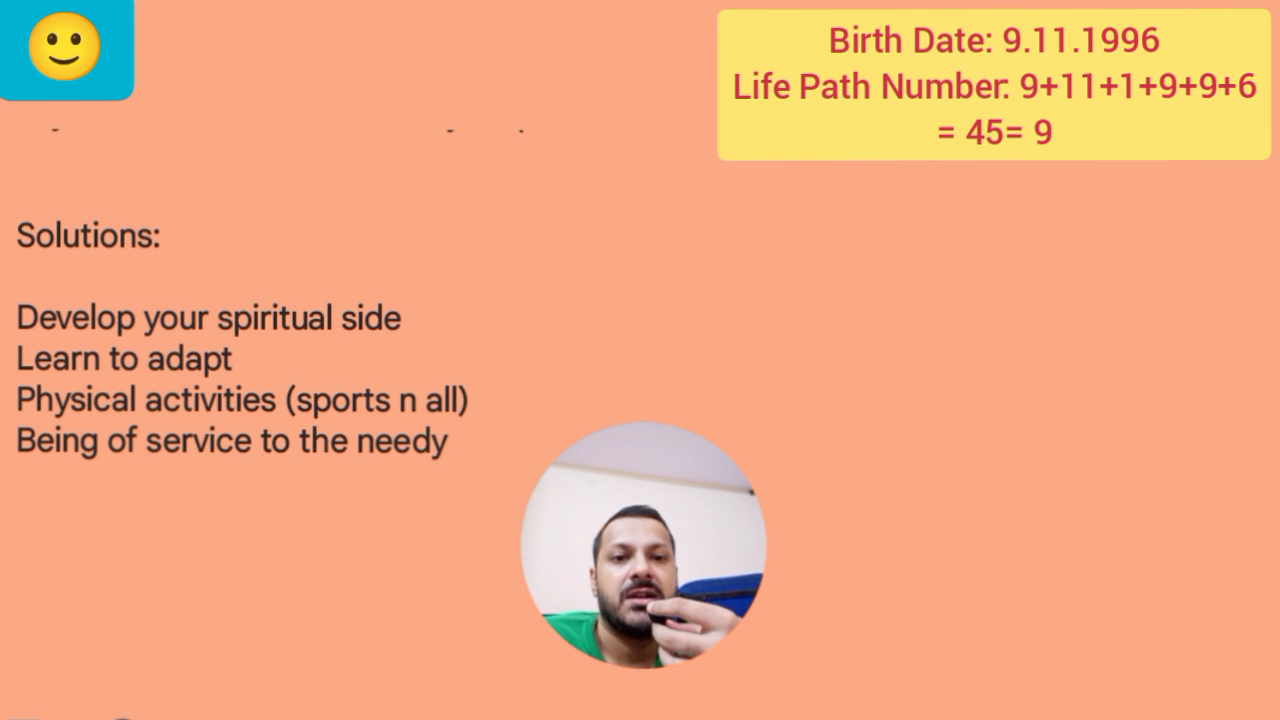 Birth Date: 9.11.1996
Life Path Number: 9+11+1+9+9+6
= 45= 9
Solutions:
Develop your spiritual side
Learn to adapt
Physical activities (sports n all)
Being of service to the needy